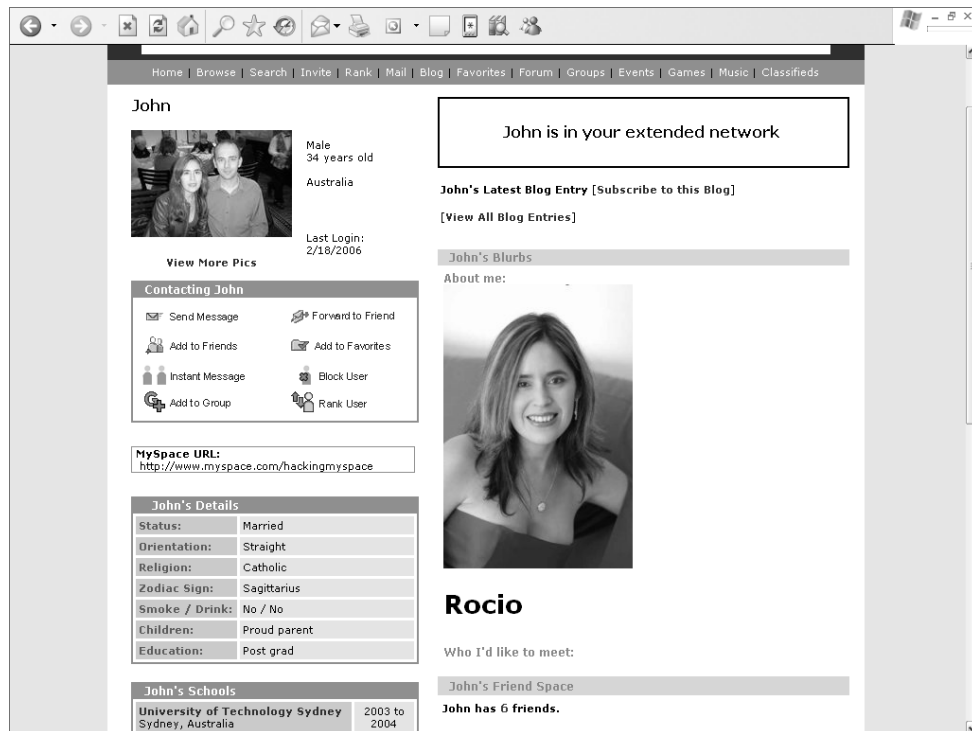 Home | Browse | Search | Invite | Rank | Mail | Blog | Favorites | Forum | Groups | Events | Games | Music | Classifieds
John
Male
34 years old
Australia
Last Login:
2/18/2006
View More Pics
Contacting John
Send Message
Forward to Friend
Add to Friends
Add to Favorites
Instant Message
Block User
Add to Group
Rank User
MySpace URL:
http://www.myspace.com/hackingmyspace
John's Details
Status: Married
Orientation: Straight
Religion: Catholic
Zodiac Sign: Sagittarius
Smoke / Drink: No / No
Children: Proud parent
Education: Post grad
John's Schools
University of Technology Sydney 2003 to
Sydney, Australia 2004
John is in your extended network
John's Latest Blog Entry [Subscribe to this Blog]
[View All Blog Entries]
John's Blurbs
About me:
Rocio
Who I'd like to meet:
John's Friend Space
John has 6 friends.